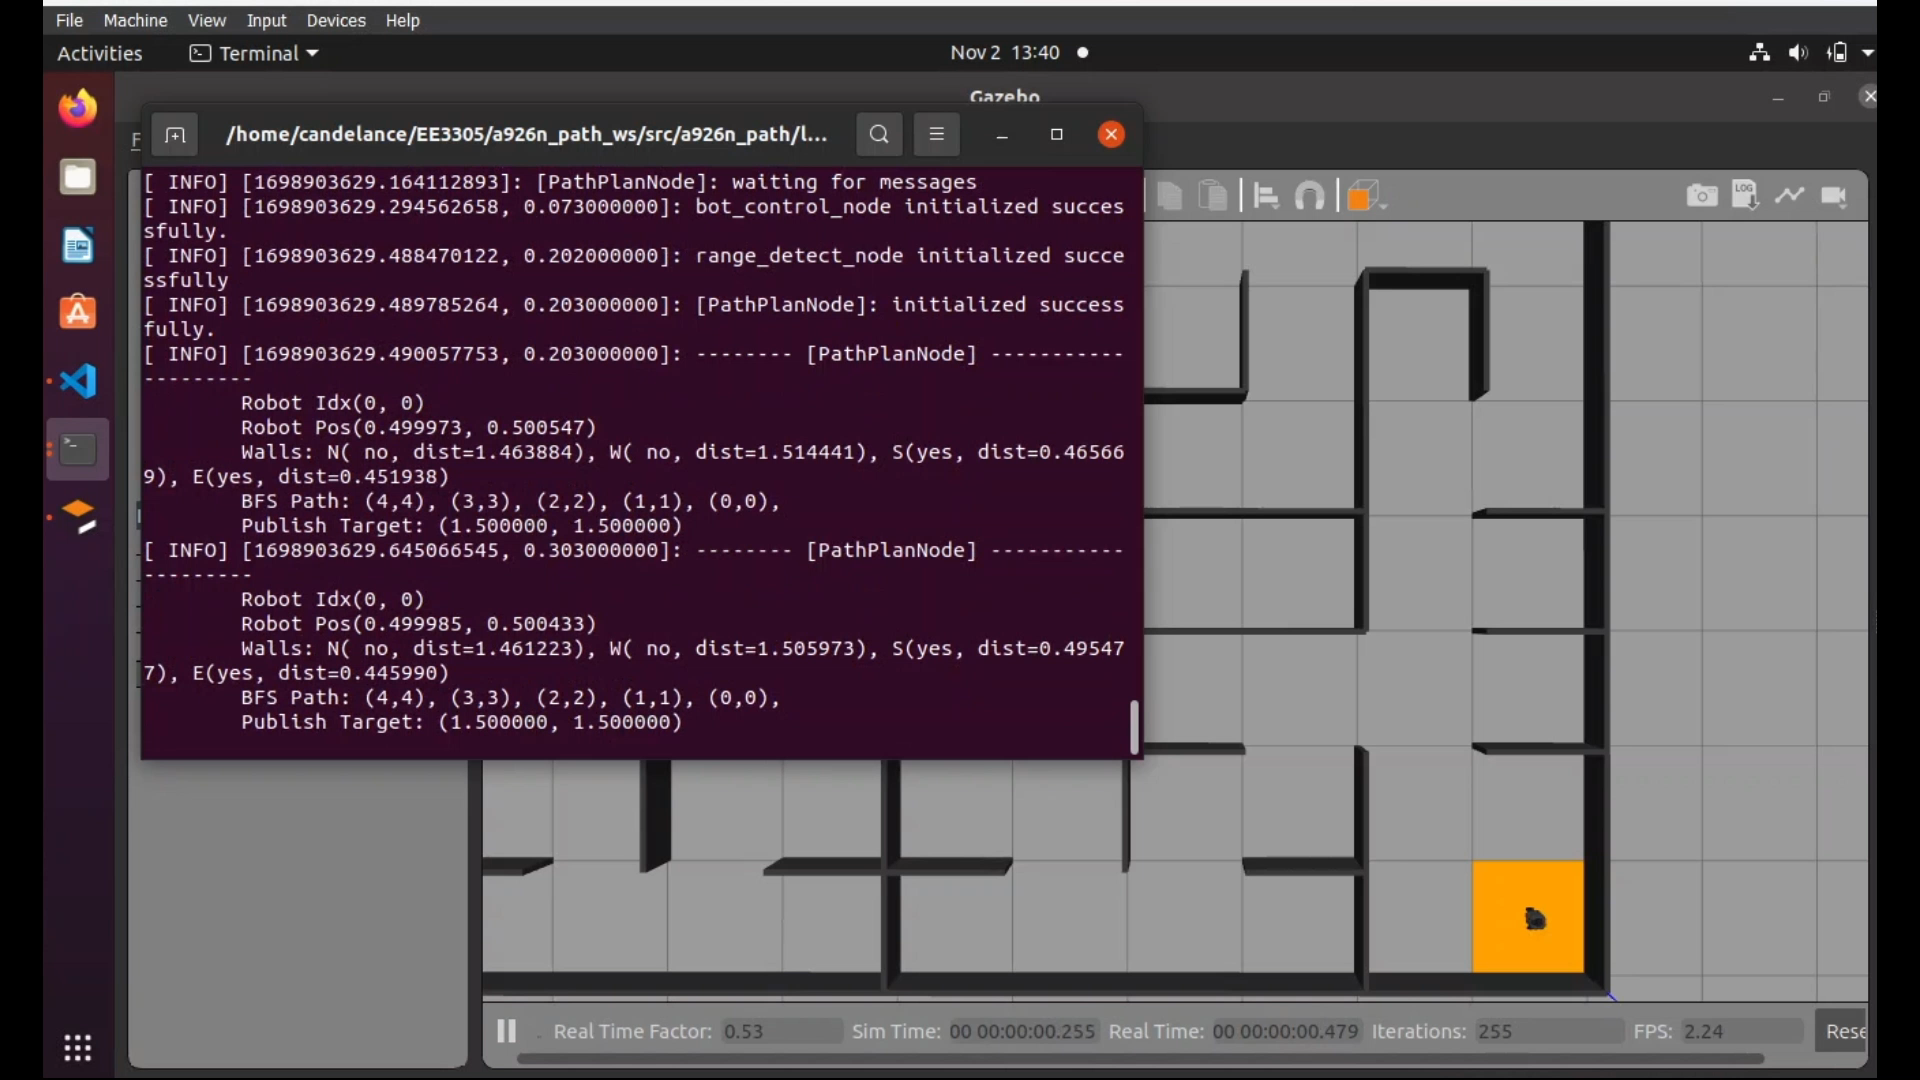 File Machine View Input Devices Help
Activities Terminal Nov 2 13:40
Gazebo
/home/candelance/EE3305/a926n_path_ws/src/a926n_path/l...
[ INFO] [1698903629.164112893]: [PathPlanNode]: waiting for messages
[ INFO] [1698903629.294562658, 0.073000000]: bot_control_node initialized succes
sfully.
[ INFO] [1698903629.488470122, 0.202000000]: range_detect_node initialized succe
ssfully
[ INFO] [1698903629.489785264, 0.203000000]: [PathPlanNode]: initialized success
fully.
[ INFO] [1698903629.490057753, 0.203000000]: -------- [PathPlanNode] -----------
---------
Robot Idx(0, 0)
Robot Pos(0.499973, 0.500547)
Walls: N( no, dist=1.463884), W( no, dist=1.514441), S(yes, dist=0.46566
9), E(yes, dist=0.451938)
BFS Path: (4,4), (3,3), (2,2), (1,1), (0,0),
Publish Target: (1.500000, 1.500000)
[ INFO] [1698903629.645066545, 0.303000000]: -------- [PathPlanNode] -----------
---------
Robot Idx(0, 0)
Robot Pos(0.499985, 0.500433)
Walls: N( no, dist=1.461223), W( no, dist=1.505973), S(yes, dist=0.49547
7), E(yes, dist=0.445990)
BFS Path: (4,4), (3,3), (2,2), (1,1), (0,0),
Publish Target: (1.500000, 1.500000)
LOG
Real Time Factor: 0.53 Sim Time: 00 00:00:00.255 Real Time: 00 00:00:00.479 Iterations: 255 FPS: 2.24 Rese